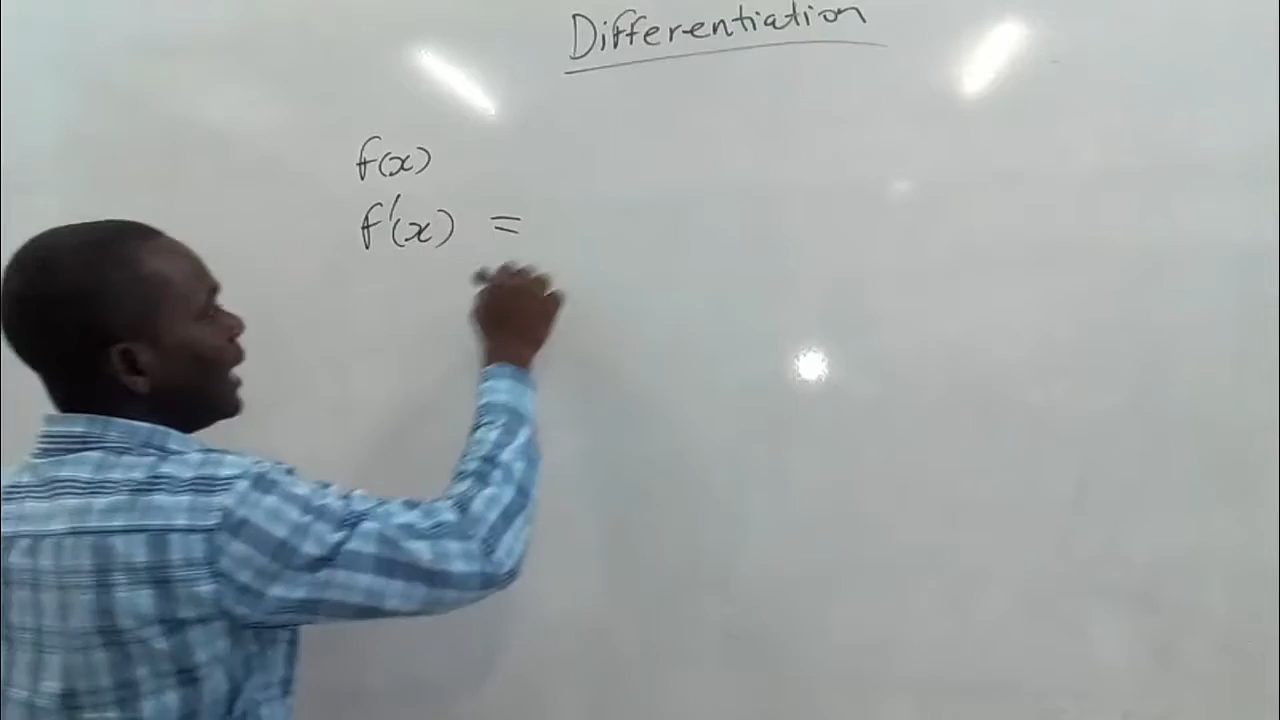 Differentiation
f(x)
f'(x) =